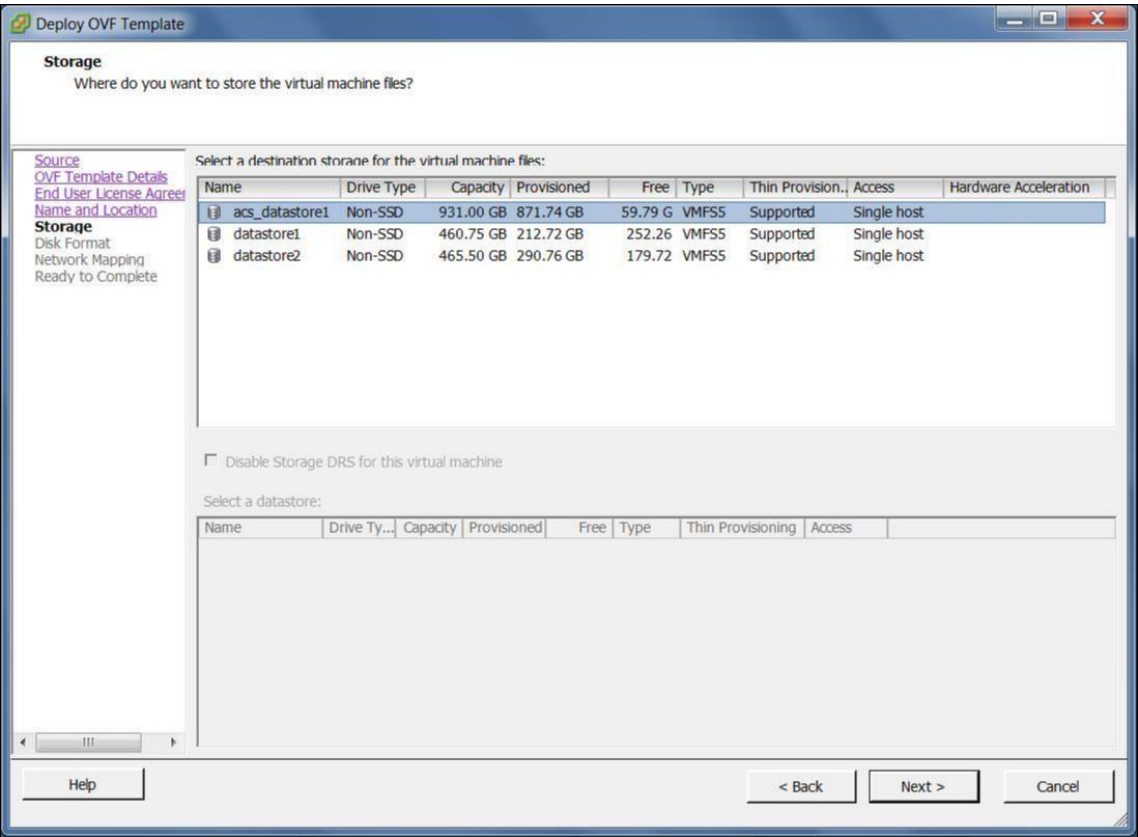 Deploy OVF Template
Storage
Where do you want to store the virtual machine files?
Source
OVF Template Details
End User License Agreer
Name and Location
Storage
Disk Format
Network Mapping
Ready to Complete
Select a destination storage for the virtual machine files:
Name Drive Type Capacity Provisioned Free Type Thin Provision.. Access Hardware Acceleration
acs_datastore1 Non-SSD 931.00 GB 871.74 GB 59.79 G VMFS5 Supported Single host
datastore1 Non-SSD 460.75 GB 212.72 GB 252.26 VMFS5 Supported Single host
datastore2 Non-SSD 465.50 GB 290.76 GB 179.72 VMFS5 Supported Single host
Disable Storage DRS for this virtual machine
Select a datastore:
Name Drive Ty... Capacity Provisioned Free Type Thin Provisioning Access
Help
< Back Next > Cancel